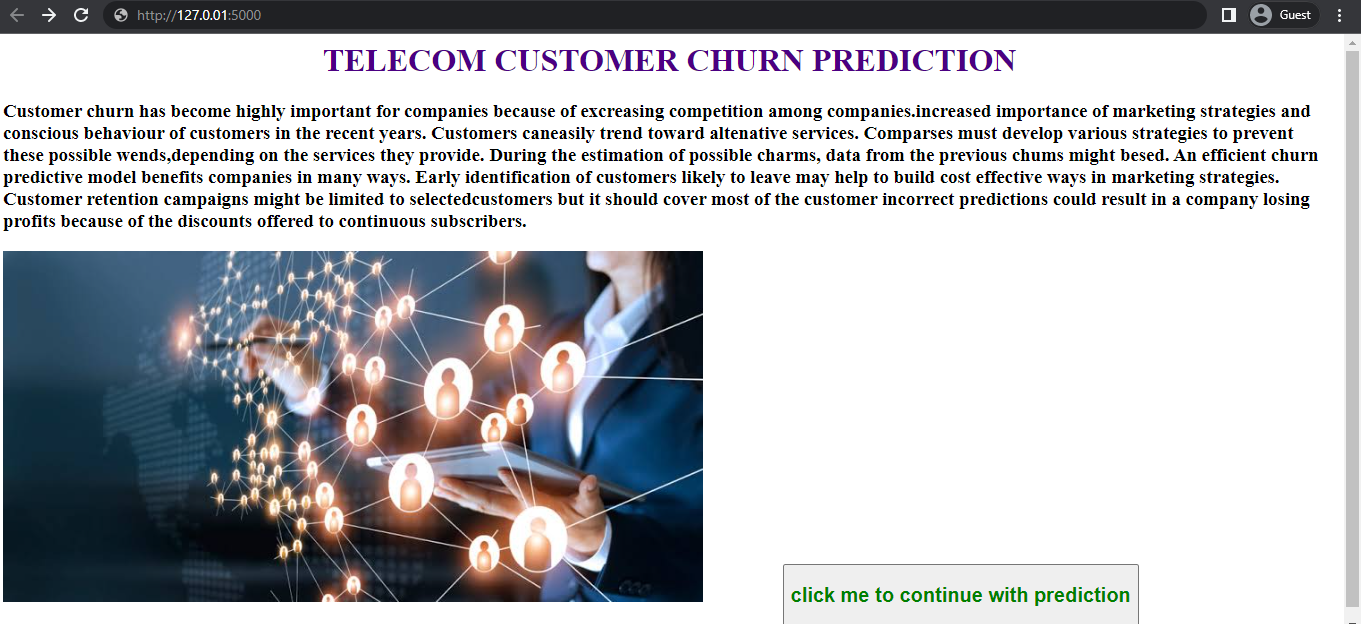 http://127.0.01:5000
Guest
TELECOM CUSTOMER CHURN PREDICTION
Customer churn has become highly important for companies because of excreasing competition among companies.increased importance of marketing strategies and
conscious behaviour of customers in the recent years. Customers caneasily trend toward altenative services. Comparses must develop various strategies to prevent
these possible wends,depending on the services they provide. During the estimation of possible charms, data from the previous chums might besed. An efficient churn
predictive model benefits companies in many ways. Early identification of customers likely to leave may help to build cost effective ways in marketing strategies.
Customer retention campaigns might be limited to selectedcustomers but it should cover most of the customer incorrect predictions could result in a company losing
profits because of the discounts offered to continuous subscribers.
click me to continue with prediction